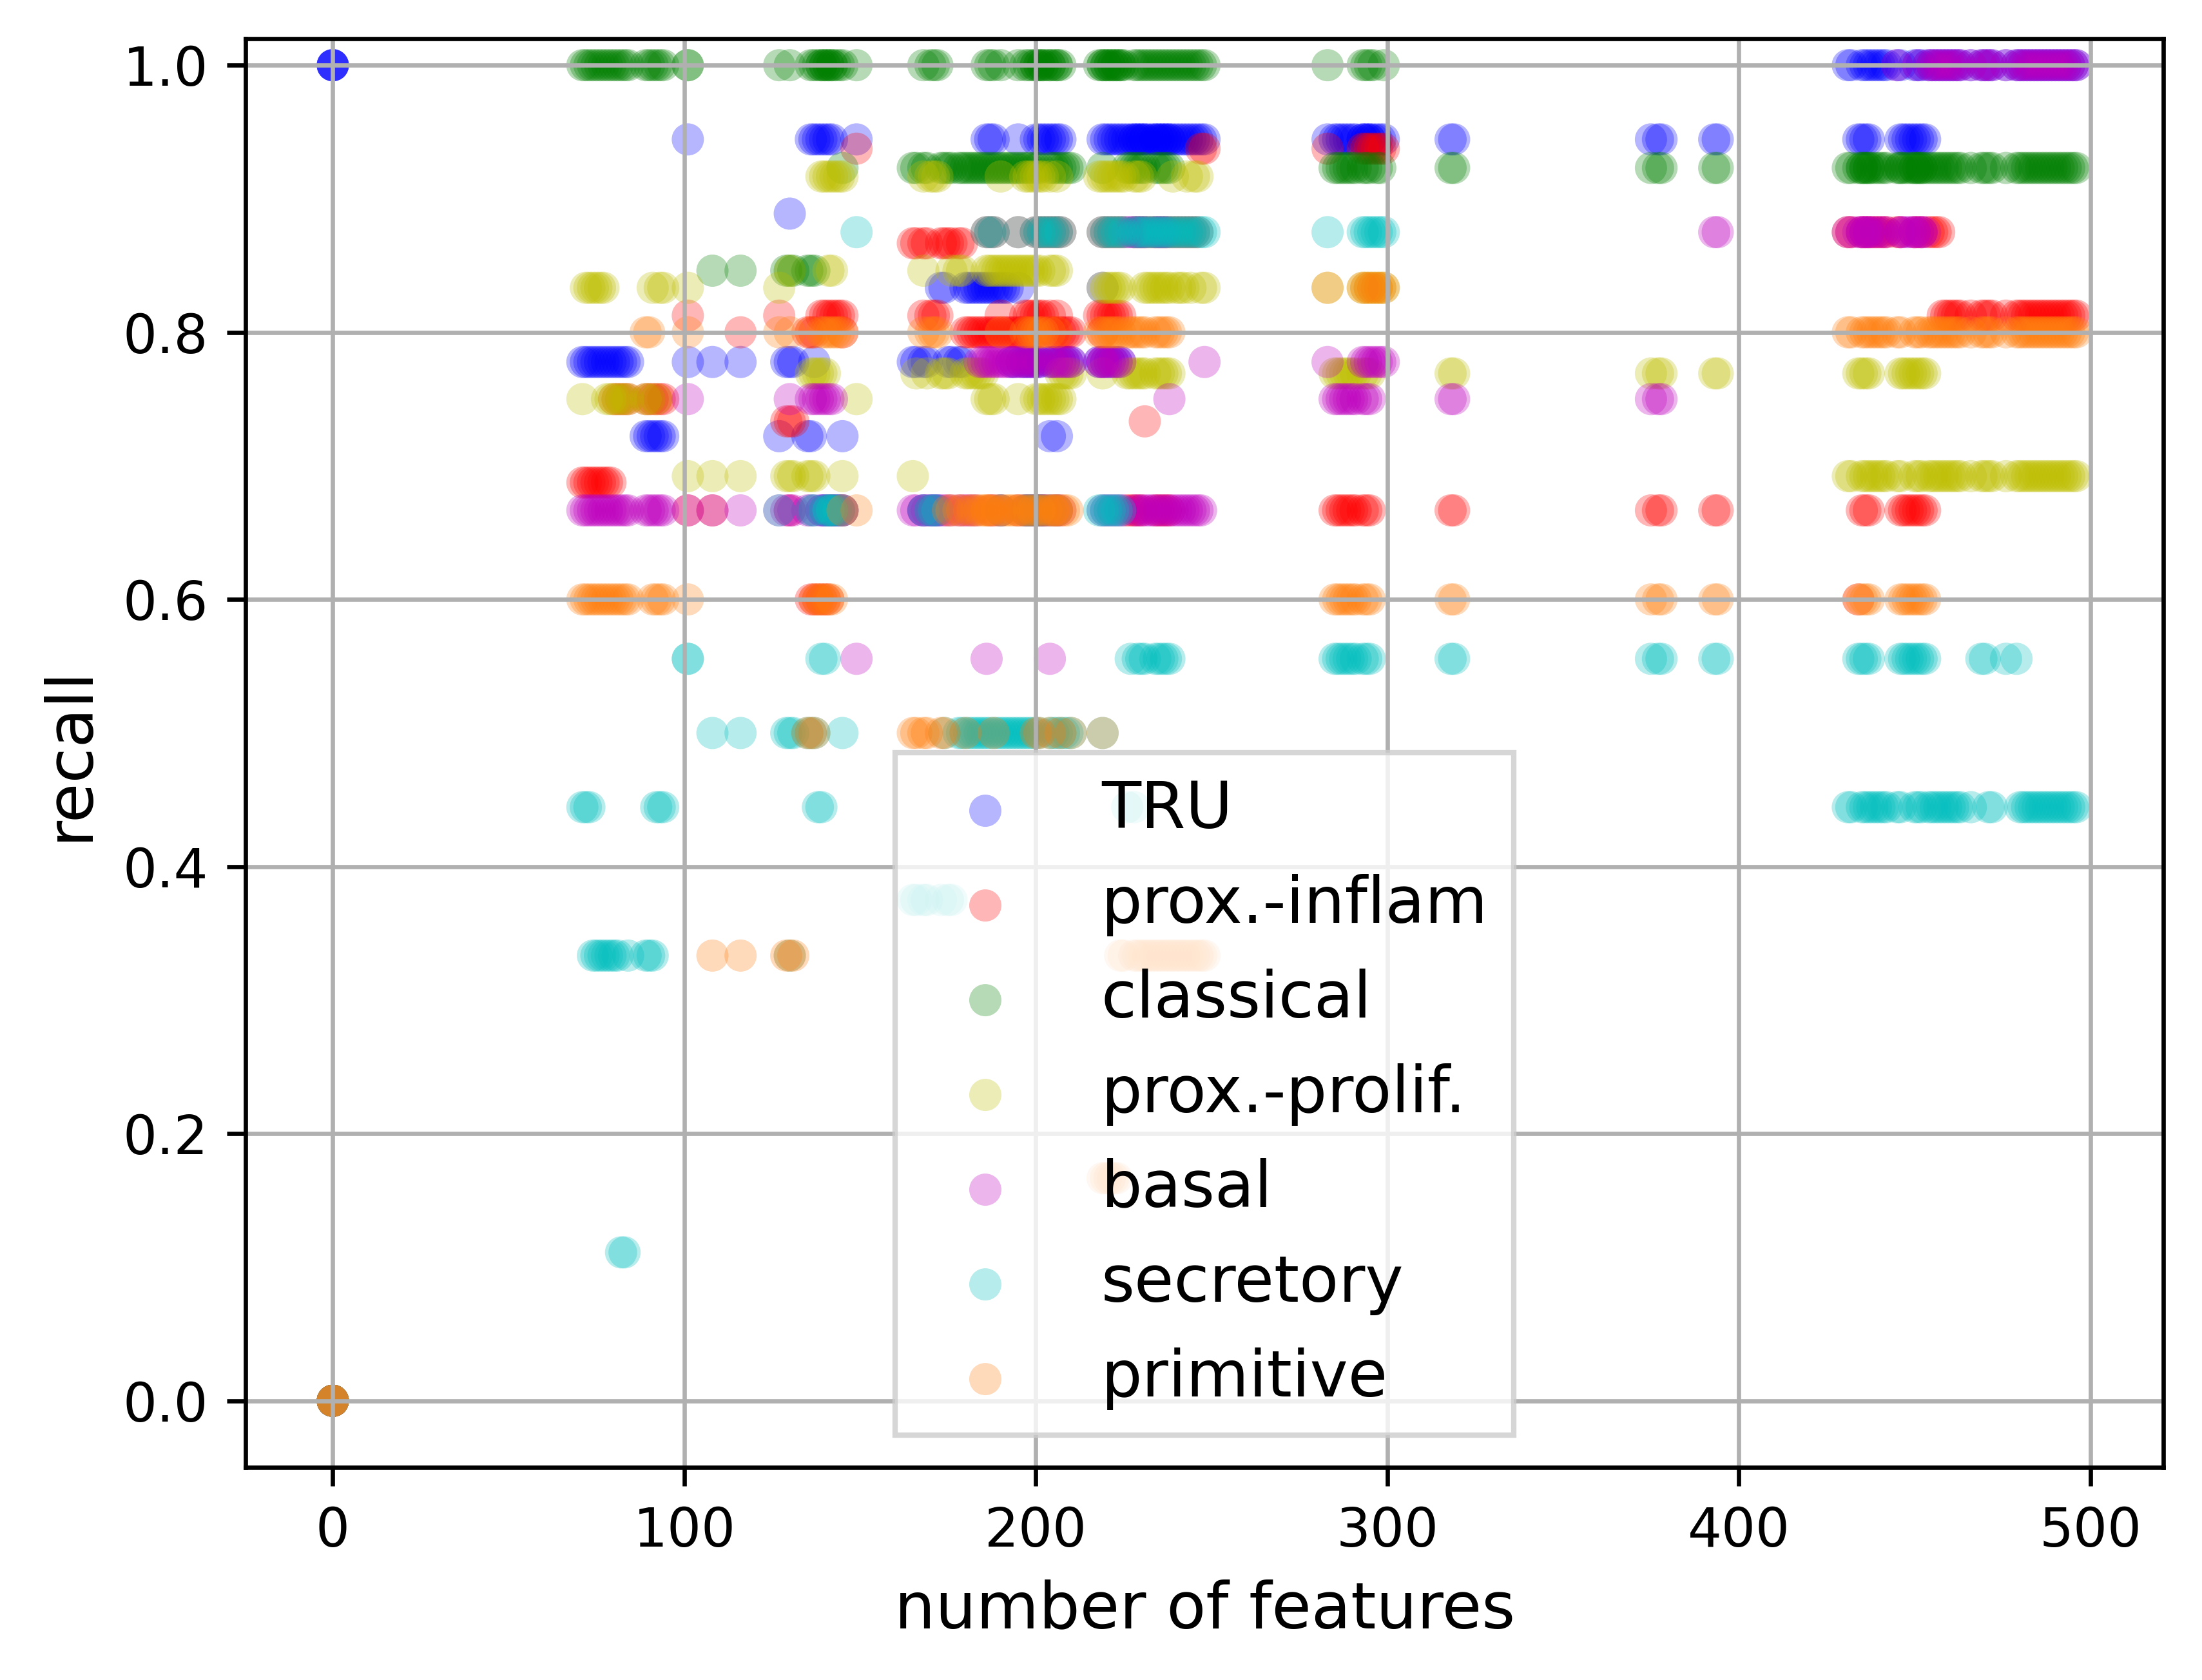 1.0
0.8
0.6
0.4
0.2
0.0
recall
TRU
prox.-inflam
classical
prox.-prolif.
basal
secretory
primitive
0 100 200 300 400 500
number of features